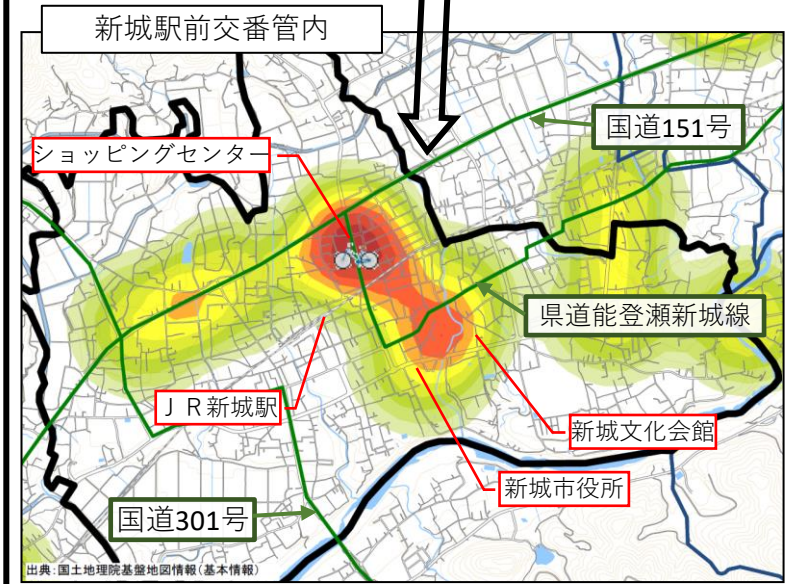 新城駅前交番管内
国道151号
ショッピングセンター
県道能登瀬新城線
ＪＲ新城駅
新城文化会館
新城市役所
国道301号
出典:国土地理院基盤地図情報(基本情報)